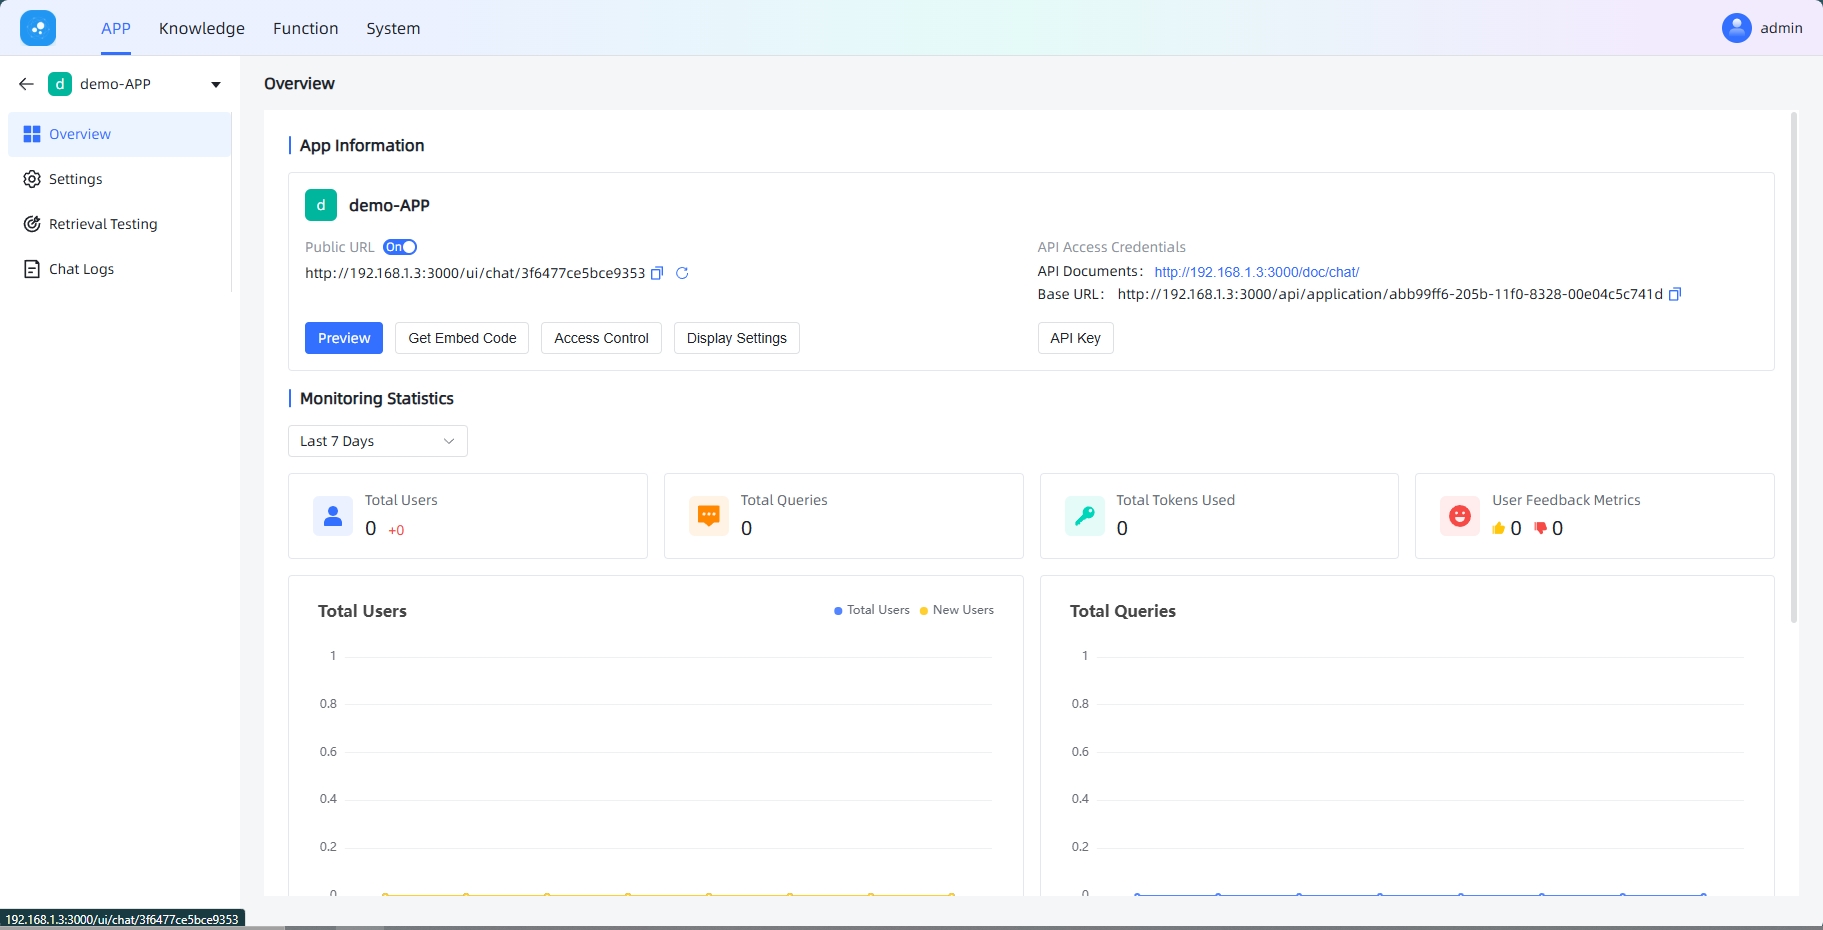 APP Knowledge Function System admin
d demo-APP
Overview
Settings
Retrieval Testing
Chat Logs
Overview
App Information
d demo-APP
Public URL On
http://192.168.1.3:3000/ui/chat/3f6477ce5bce9353
Preview Get Embed Code Access Control Display Settings
API Access Credentials
API Documents: http://192.168.1.3:3000/doc/chat/
Base URL: http://192.168.1.3:3000/api/application/abb99ff6-205b-11f0-8328-00e04c5c741d
API Key
Monitoring Statistics
Last 7 Days
Total Users
0 +0
Total Queries
0
Total Tokens Used
0
User Feedback Metrics
0 0
Total Users
Total Users New Users
1
0.8
0.6
0.4
0.2
0
Total Queries
1
0.8
0.6
0.4
0.2
0
192.168.1.3:3000/ui/chat/3f6477ce5bce9353